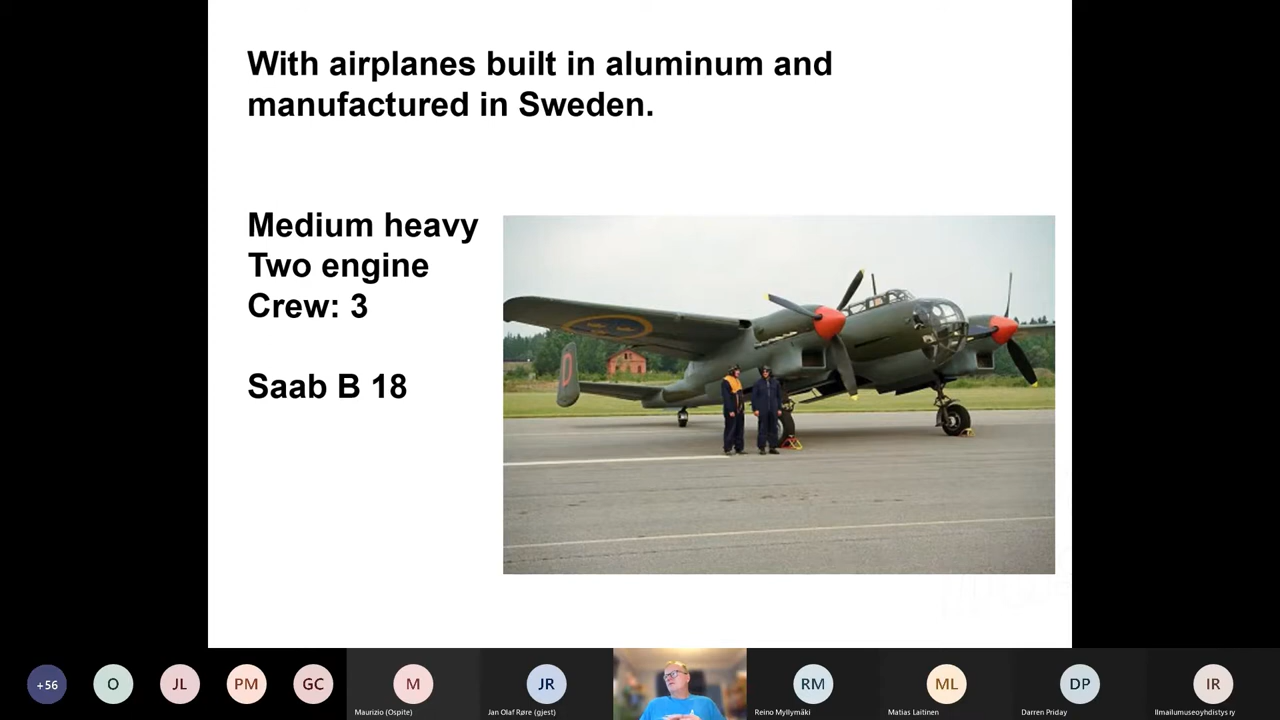 With airplanes built in aluminum and
manufactured in Sweden.
Medium heavy
Two engine
Crew: 3
Saab B 18
D
+56
O
JL
PM
GC
M
JR
RM
ML
DP
IR
Maurizio (Ospite)
Jan Olaf Røre (gjest)
Reino Myllymäki
Matias Laitinen
Darren Priday
Ilmailumuseoyhdistys ry